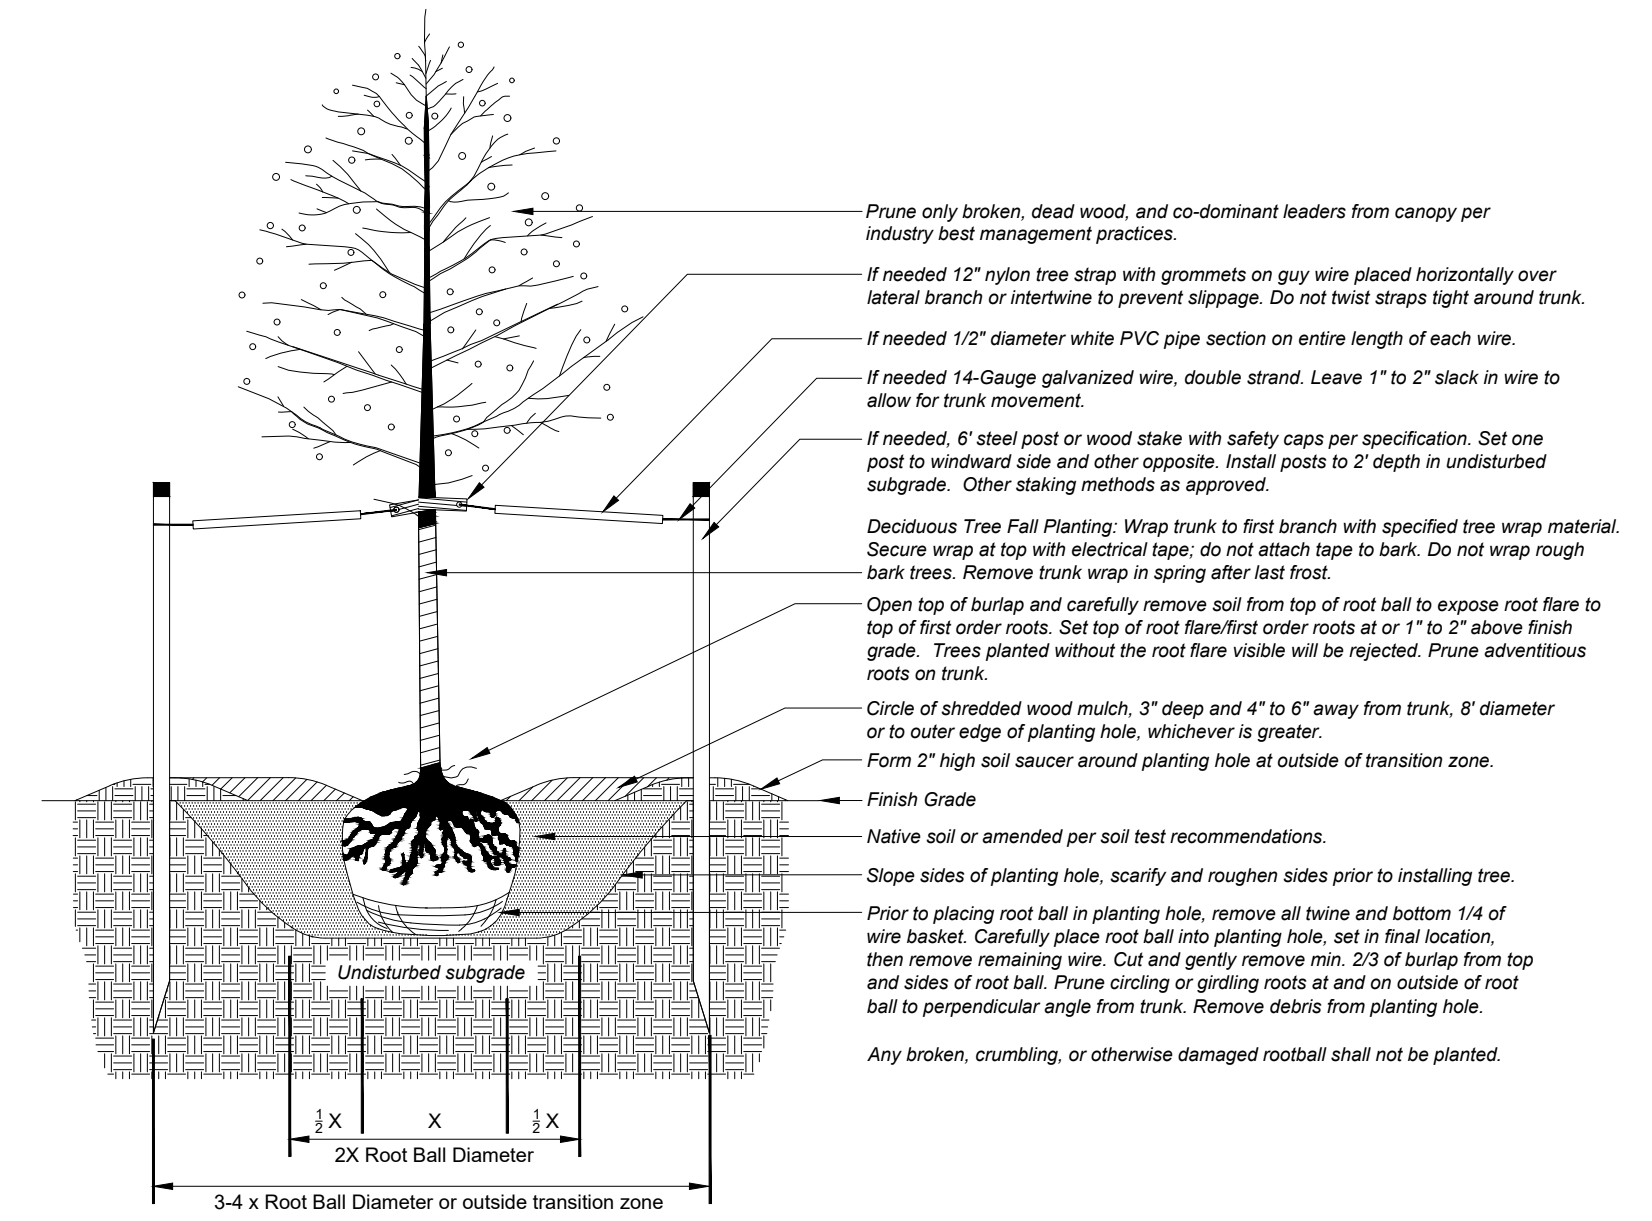 Prune only broken, dead wood, and co-dominant leaders from canopy per
industry best management practices.
If needed 12" nylon tree strap with grommets on guy wire placed horizontally over
lateral branch or intertwine to prevent slippage. Do not twist straps tight around trunk.
If needed 1/2" diameter white PVC pipe section on entire length of each wire.
If needed 14-Gauge galvanized wire, double strand. Leave 1" to 2" slack in wire to
allow for trunk movement.
If needed, 6' steel post or wood stake with safety caps per specification. Set one
post to windward side and other opposite. Install posts to 2' depth in undisturbed
subgrade.  Other staking methods as approved.
Deciduous Tree Fall Planting: Wrap trunk to first branch with specified tree wrap material.
Secure wrap at top with electrical tape; do not attach tape to bark. Do not wrap rough
bark trees. Remove trunk wrap in spring after last frost.
Open top of burlap and carefully remove soil from top of root ball to expose root flare to
top of first order roots. Set top of root flare/first order roots at or 1" to 2" above finish
grade.  Trees planted without the root flare visible will be rejected. Prune adventitious
roots on trunk.
Circle of shredded wood mulch, 3" deep and 4" to 6" away from trunk, 8' diameter
or to outer edge of planting hole, whichever is greater.
Form 2" high soil saucer around planting hole at outside of transition zone.
Finish Grade
Native soil or amended per soil test recommendations.
Slope sides of planting hole, scarify and roughen sides prior to installing tree.
Prior to placing root ball in planting hole, remove all twine and bottom 1/4 of
wire basket. Carefully place root ball into planting hole, set in final location,
then remove remaining wire. Cut and gently remove min. 2/3 of burlap from top
and sides of root ball. Prune circling or girdling roots at and on outside of root
ball to perpendicular angle from trunk. Remove debris from planting hole.
Any broken, crumbling, or otherwise damaged rootball shall not be planted.
Undisturbed subgrade
½ X X ½ X
2X Root Ball Diameter
3-4 x Root Ball Diameter or outside transition zone